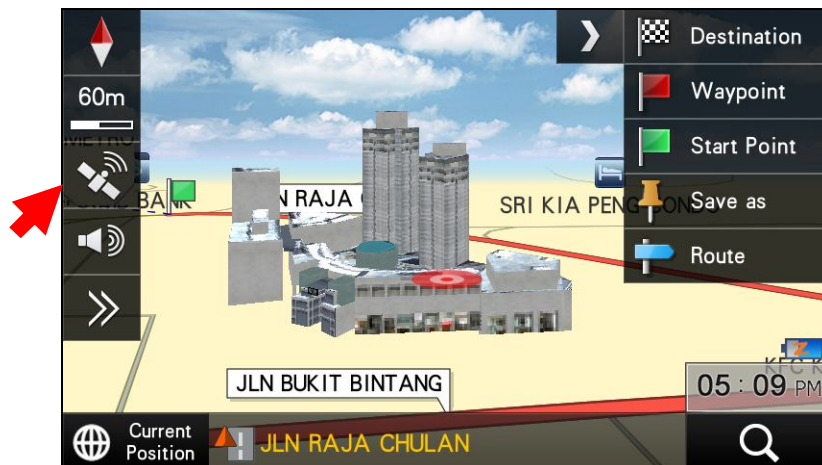 60m
Destination
Waypoint
Start Point
Save as
Route
BANK
N RAJA
SRI KIA PENG
JLN BUKIT BINTANG
05 : 09 PM
Current
Position
JLN RAJA CHULAN